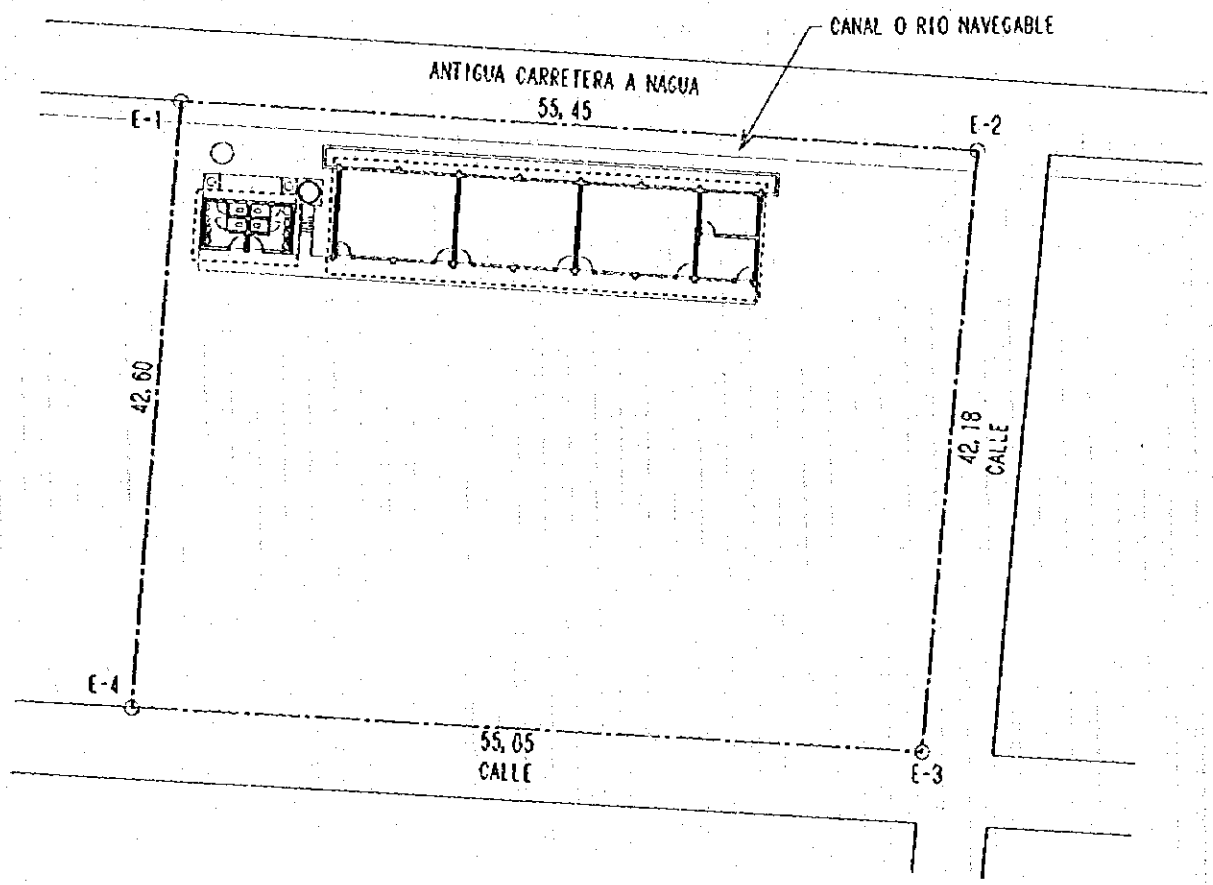 CANAL O RIO NAVEGABLE
ANTIGUA CARRETERA A NAGUA
55,45
E-1
E-2
42,60
42,18
CALLE
E-4
55,05
CALLE
E-3